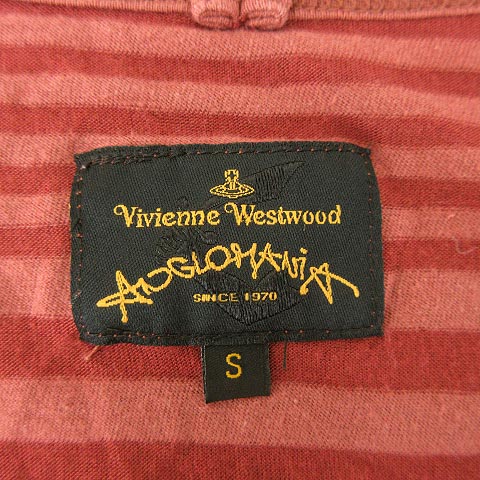 Vivienne Westwood
ANGLOMANIA
SINCE 1970
S